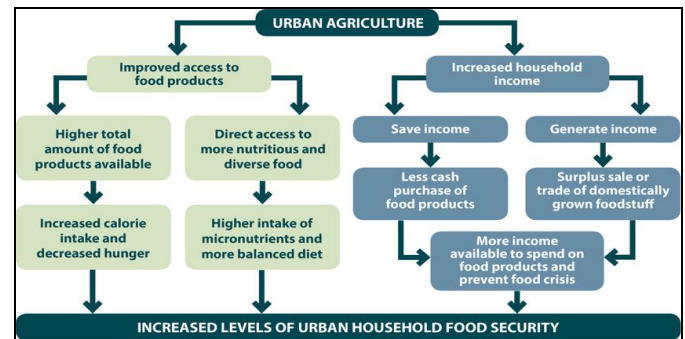 URBAN AGRICULTURE
Improved access to
food products
Increased household
income
Higher total
amount of food
products available
Direct access to
more nutritious and
diverse food
Save income
Generate income
Less cash
purchase of
food products
Surplus sale or
trade of domestically
grown foodstuff
Increased calorie
intake and
decreased hunger
Higher intake of
micronutrients and
more balanced diet
More income
available to spend on
food products and
prevent food crisis
INCREASED LEVELS OF URBAN HOUSEHOLD FOOD SECURITY